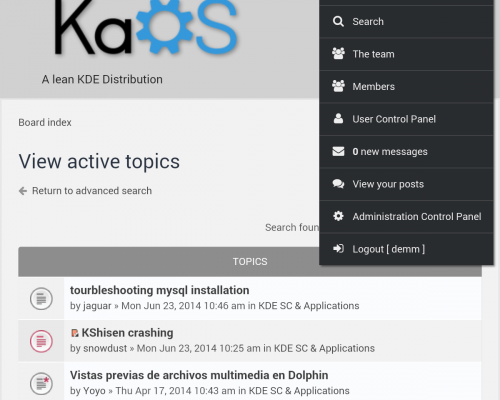 KaOS
A lean KDE Distribution
Search
The team
Members
User Control Panel
0 new messages
View your posts
Administration Control Panel
Logout [ demm ]
Board index
View active topics
Return to advanced search
Search foun
TOPICS
tourbleshooting mysql installation
by jaguar » Mon Jun 23, 2014 10:46 am in KDE SC & Applications
KShisen crashing
by snowdust » Mon Jun 23, 2014 10:25 am in KDE SC & Applications
Vistas previas de archivos multimedia en Dolphin
by Yoyo » Thu Apr 17, 2014 10:43 am in KDE SC & Applications